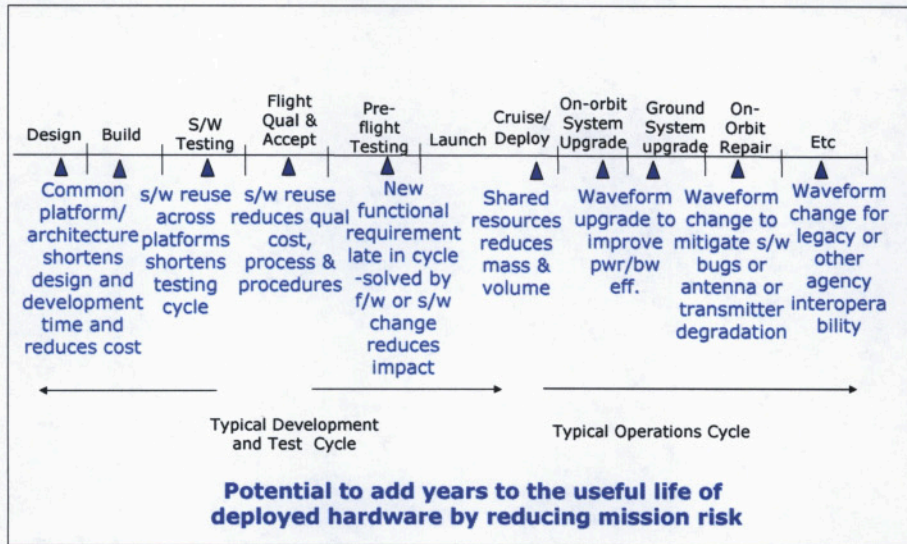 Design
Build
S/W
Testing
Flight
Qual &
Accept
Pre-
flight
Testing
Launch
Cruise/
Deploy
On-orbit
System
Upgrade
Ground
System
upgrade
On-
Orbit
Repair
Etc
Common
platform/
architecture
shortens
design and
development
time and
reduces cost
s/w reuse
across
platforms
shortens
testing
cycle
s/w reuse
reduces qual
cost,
process &
procedures
New
functional
requirement
late in cycle
-solved by
f/w or s/w
change
reduces
impact
Shared
resources
reduces
mass &
volume
Waveform
upgrade to
improve
pwr/bw
eff.
Waveform
change to
mitigate s/w
bugs or
antenna or
transmitter
degradation
Waveform
change for
legacy or
other
agency
interopera
bility
Typical Development
and Test Cycle
Typical Operations Cycle
Potential to add years to the useful life of
deployed hardware by reducing mission risk